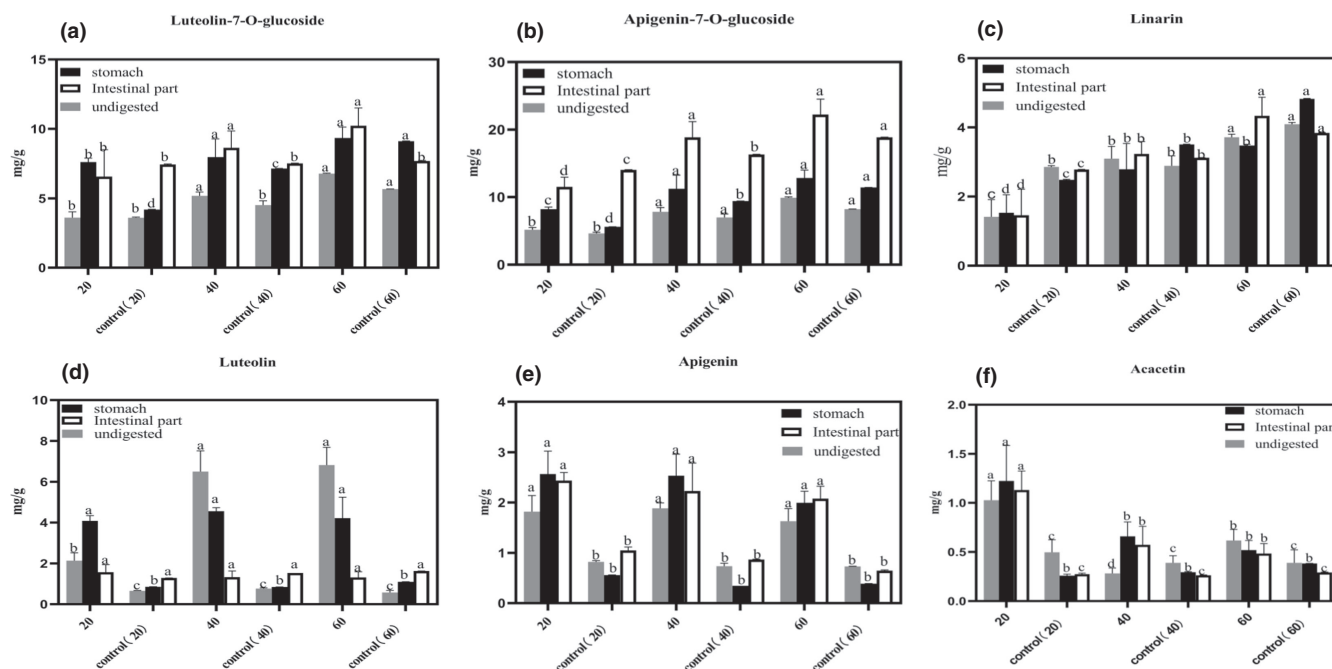 Luteolin-7-O-glucoside
(a)
15
10
5
0
mg/g
stomach
Intestinal part
undigested
b a b b b a a a a a c b a a a a a b
20
control( 20)
40
control( 40)
60
control( 60)
Apigenin-7-O-glucoside
(b)
30
20
10
0
mg/g
stomach
Intestinal part
undigested
b c d b d c a a a a b b a a a b a a
20
control( 20)
40
control( 40)
60
control( 60)
Linarin
(c)
6
4
2
0
mg/g
stomach
Intestinal part
undigested
c d d b c b b b b b b b a b a a a a
20
control( 20)
40
control( 40)
60
control( 60)
Luteolin
(d)
10
8
6
4
2
0
mg/g
stomach
Intestinal part
undigested
b a a c b a a a a c b a a a a c b a
20
control( 20)
40
control( 40)
60
control( 60)
Apigenin
(e)
4
3
2
1
0
mg/g
stomach
Intestinal part
undigested
a a a b b b a a a b b b a a a b b b
20
control( 20)
40
control( 40)
60
control( 60)
Acacetin
(f)
2.0
1.5
1.0
0.5
0.0
mg/g
stomach
Intestinal part
undigested
a a a c b c d b b c b c b b b c b c
20
control( 20)
40
control( 40)
60
control( 60)